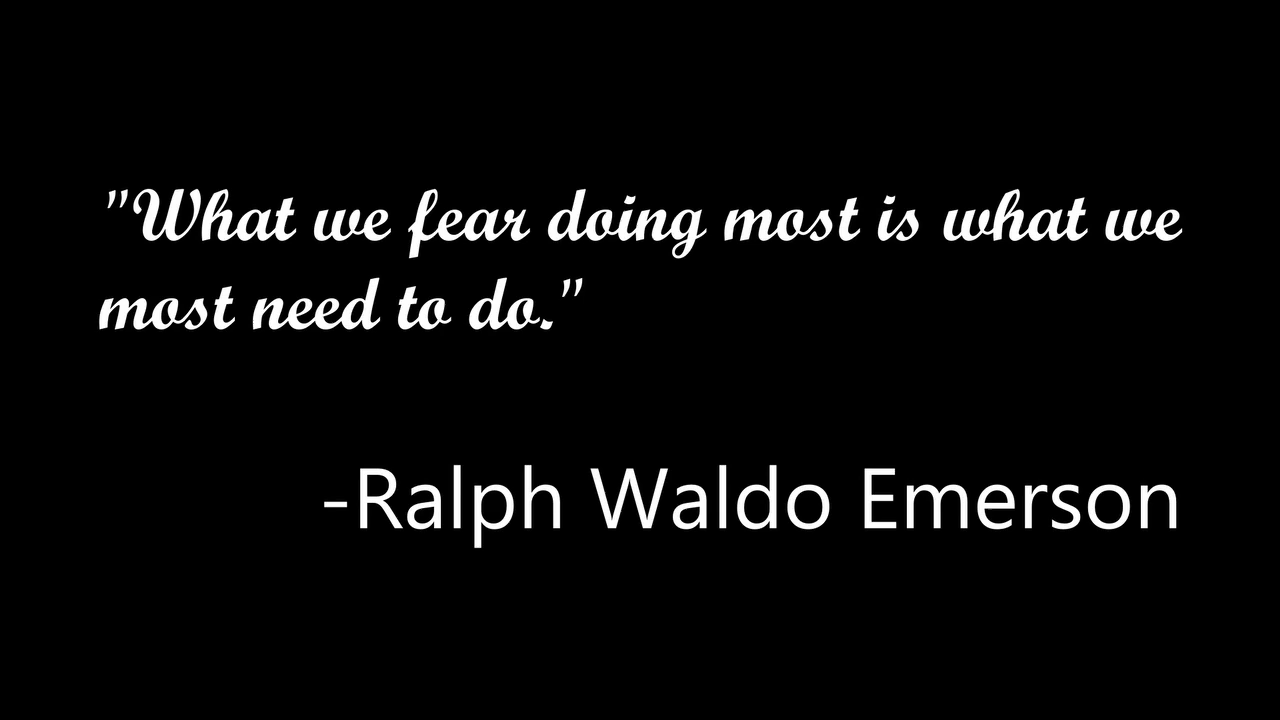 "What we fear doing most is what we
most need to do."
-Ralph Waldo Emerson